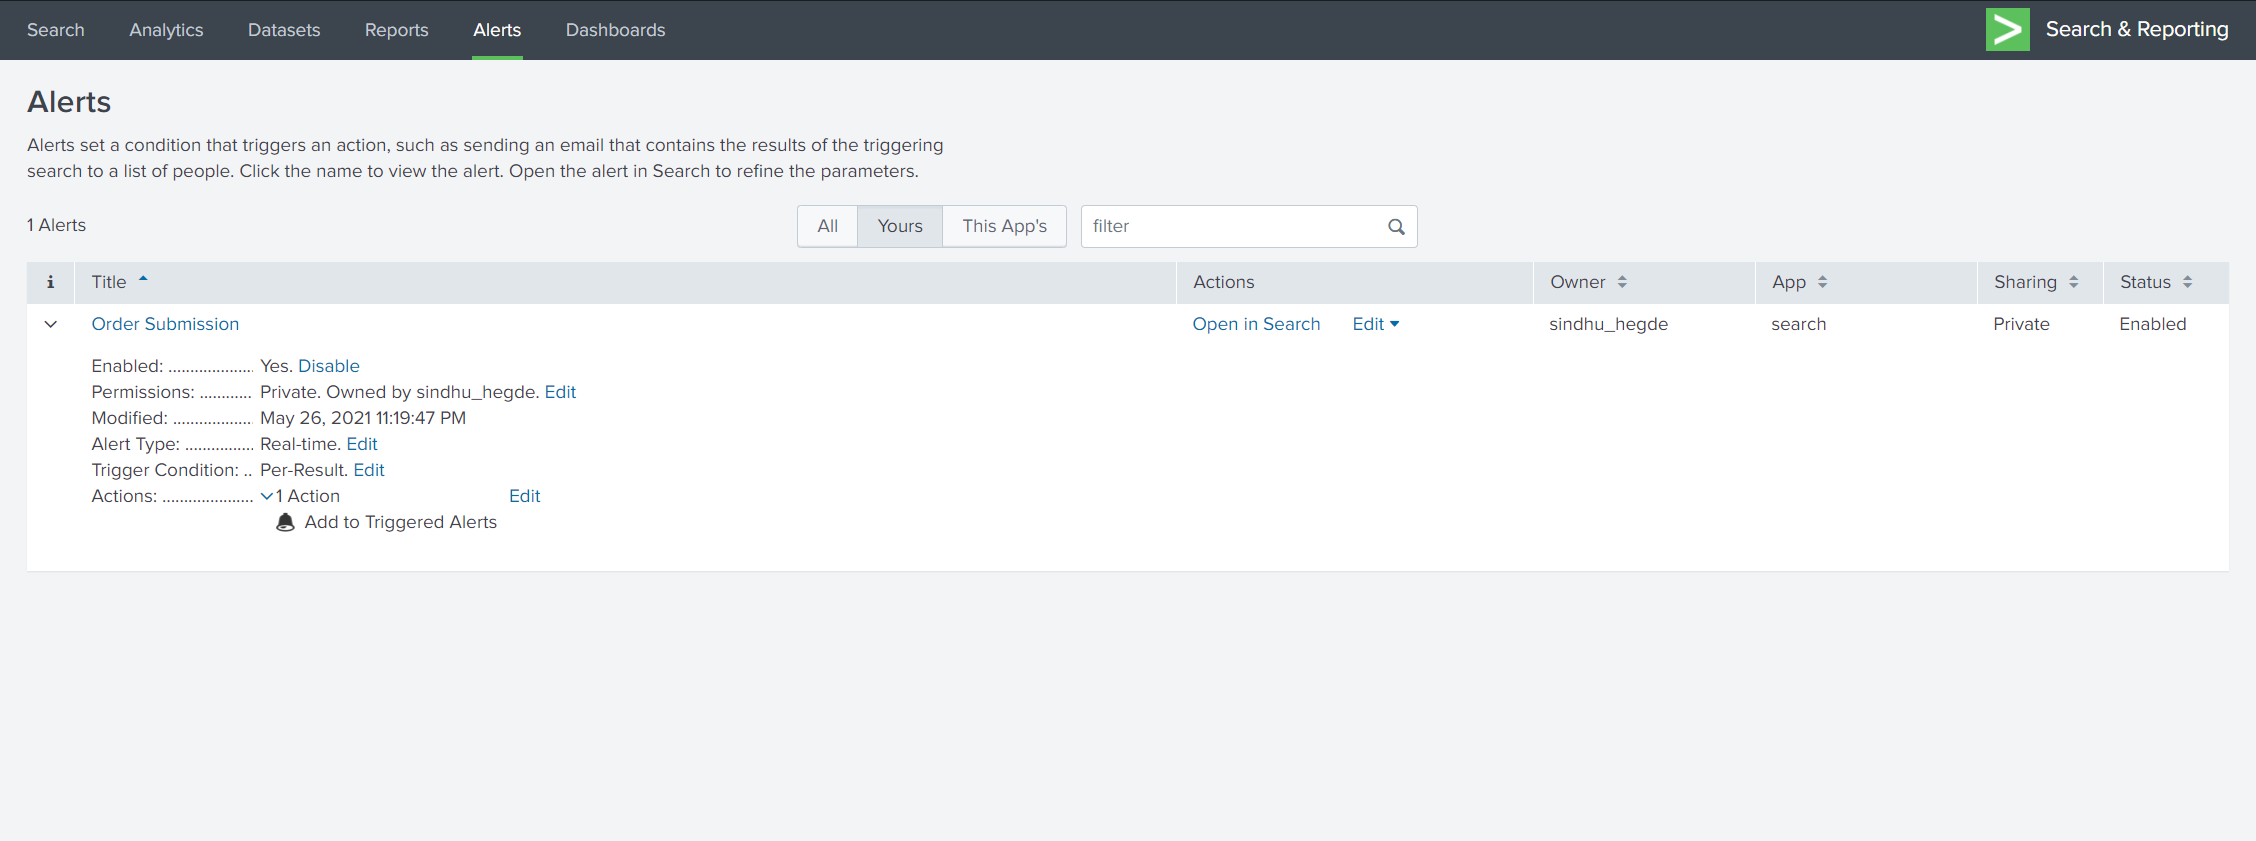 Search Analytics Datasets Reports Alerts Dashboards Search & Reporting
Alerts
Alerts set a condition that triggers an action, such as sending an email that contains the results of the triggering
search to a list of people. Click the name to view the alert. Open the alert in Search to refine the parameters.
1 Alerts All Yours This App's filter
i Title Actions Owner App Sharing Status
Order Submission Open in Search Edit sindhu_hegde search Private Enabled
Enabled: ................... Yes. Disable
Permissions: ............ Private. Owned by sindhu_hegde. Edit
Modified: .................. May 26, 2021 11:19:47 PM
Alert Type: ................ Real-time. Edit
Trigger Condition: .. Per-Result. Edit
Actions: ..................... 1 Action Edit
Add to Triggered Alerts